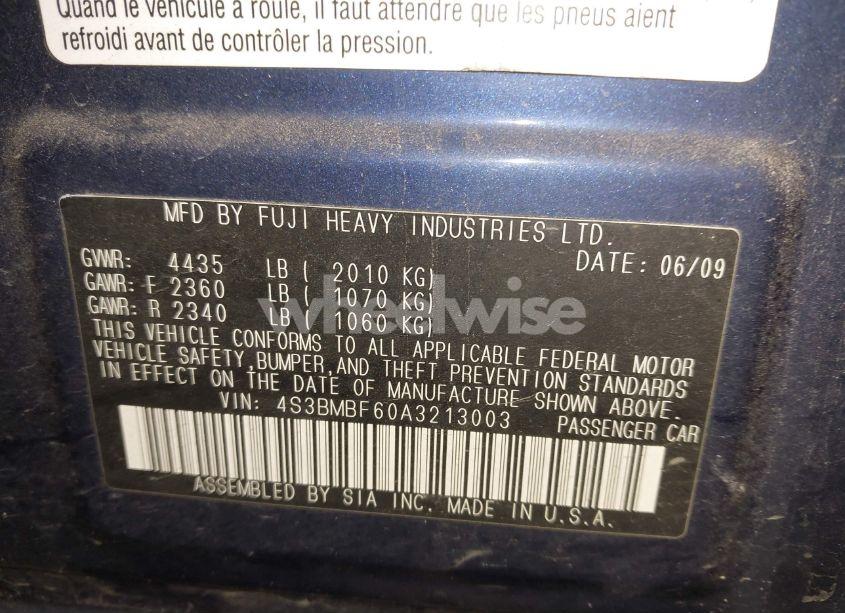 Quand le véhicule a roulé, il faut attendre que les pneus aient
refroidi avant de contrôler la pression.
MFD BY FUJI HEAVY INDUSTRIES LTD.
GVWR: 4435 LB ( 2010 KG) DATE: 06/09
GAWR: F 2360 LB ( 1070 KG)
GAWR: R 2340 LB ( 1060 KG)
THIS VEHICLE CONFORMS TO ALL APPLICABLE FEDERAL MOTOR
VEHICLE SAFETY,BUMPER,AND THEFT PREVENTION STANDARDS
IN EFFECT ON THE DATE OF MANUFACTURE SHOWN ABOVE.
VIN: 4S3BMBF60A3213003 PASSENGER CAR
ASSEMBLED BY SIA INC. MADE IN U.S.A.
wheelwise